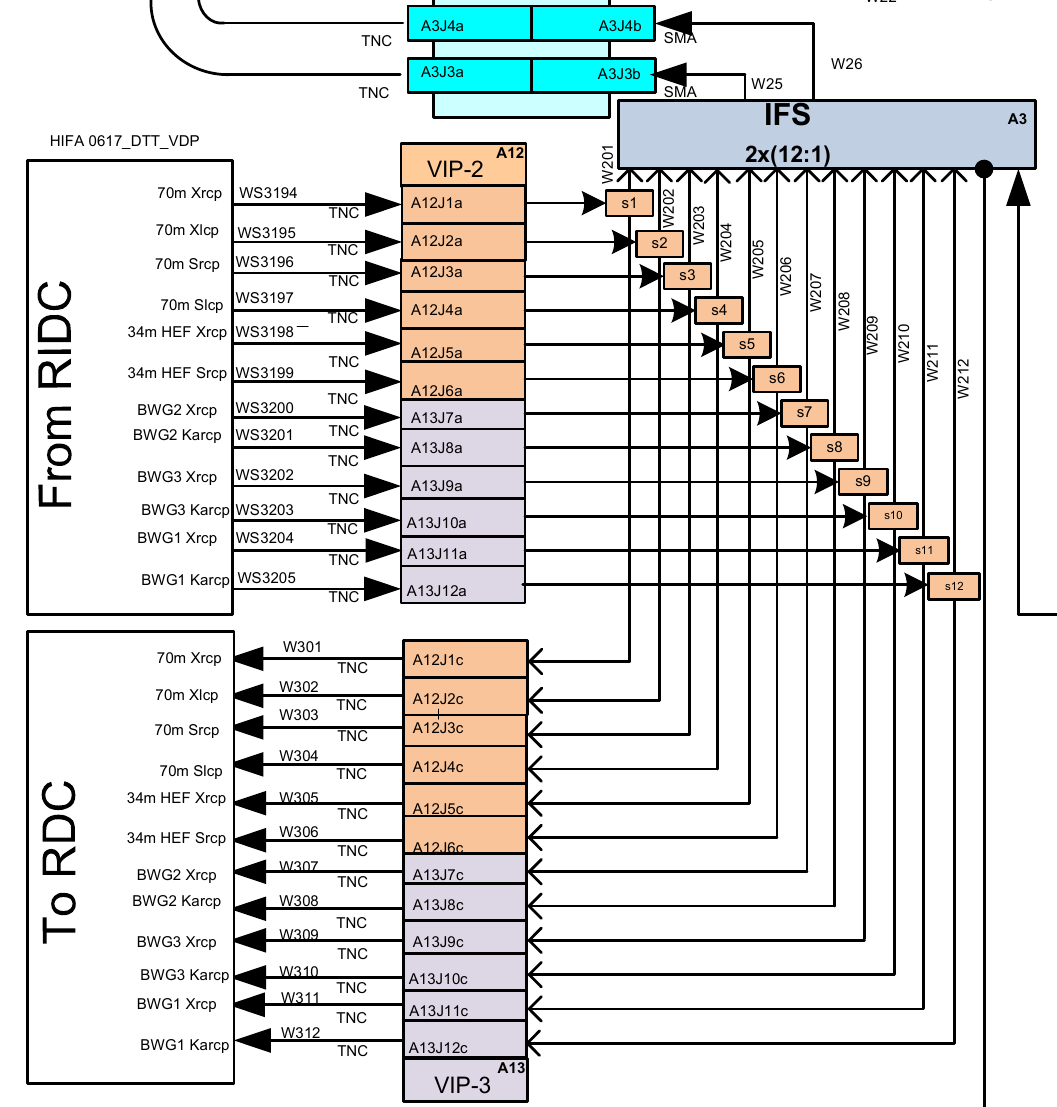 W22
A3J4a
A3J4b
TNC
SMA
W26
A3J3a
A3J3b
TNC
SMA
W25
IFS
A3
2x(12:1)
HIFA 0617_DTT_VDP
From RIDC
A12
VIP-2
70m Xrcp
WS3194
TNC
A12J1a
s1
W201
70m Xlcp
WS3195
TNC
A12J2a
s2
W202
70m Srcp
WS3196
TNC
A12J3a
s3
W203
70m Slcp
WS3197
TNC
A12J4a
s4
W204
34m HEF Xrcp
WS3198
TNC
A12J5a
s5
W205
34m HEF Srcp
WS3199
TNC
A12J6a
s6
W206
BWG2 Xrcp
WS3200
TNC
A13J7a
s7
W207
BWG2 Karcp
WS3201
TNC
A13J8a
s8
W208
BWG3 Xrcp
WS3202
TNC
A13J9a
s9
W209
BWG3 Karcp
WS3203
TNC
A13J10a
s10
W210
BWG1 Xrcp
WS3204
TNC
A13J11a
s11
W211
BWG1 Karcp
WS3205
TNC
A13J12a
s12
W212
To RDC
70m Xrcp
W301
TNC
A12J1c
70m Xlcp
W302
TNC
A12J2c
70m Srcp
W303
TNC
A12J3c
70m Slcp
W304
TNC
A12J4c
34m HEF Xrcp
W305
TNC
A12J5c
34m HEF Srcp
W306
TNC
A12J6c
BWG2 Xrcp
W307
TNC
A13J7c
BWG2 Karcp
W308
TNC
A13J8c
BWG3 Xrcp
W309
TNC
A13J9c
BWG3 Karcp
W310
TNC
A13J10c
BWG1 Xrcp
W311
TNC
A13J11c
BWG1 Karcp
W312
TNC
A13J12c
A13
VIP-3